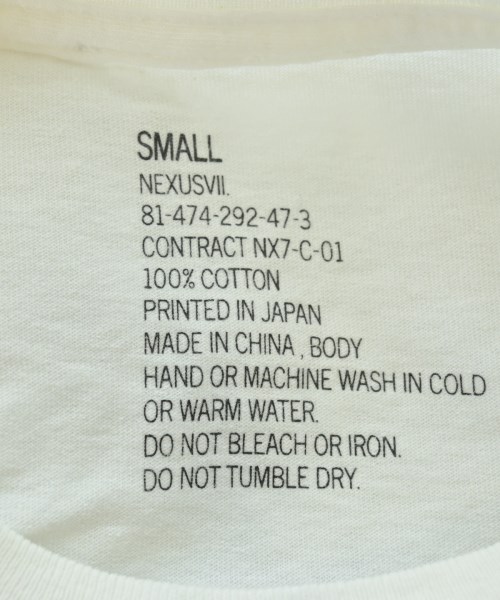 SMALL
NEXUSVII.
81-474-292-47-3
CONTRACT NX7-C-01
100% COTTON
PRINTED IN JAPAN
MADE IN CHINA , BODY
HAND OR MACHINE WASH IN COLD
OR WARM WATER.
DO NOT BLEACH OR IRON.
DO NOT TUMBLE DRY.